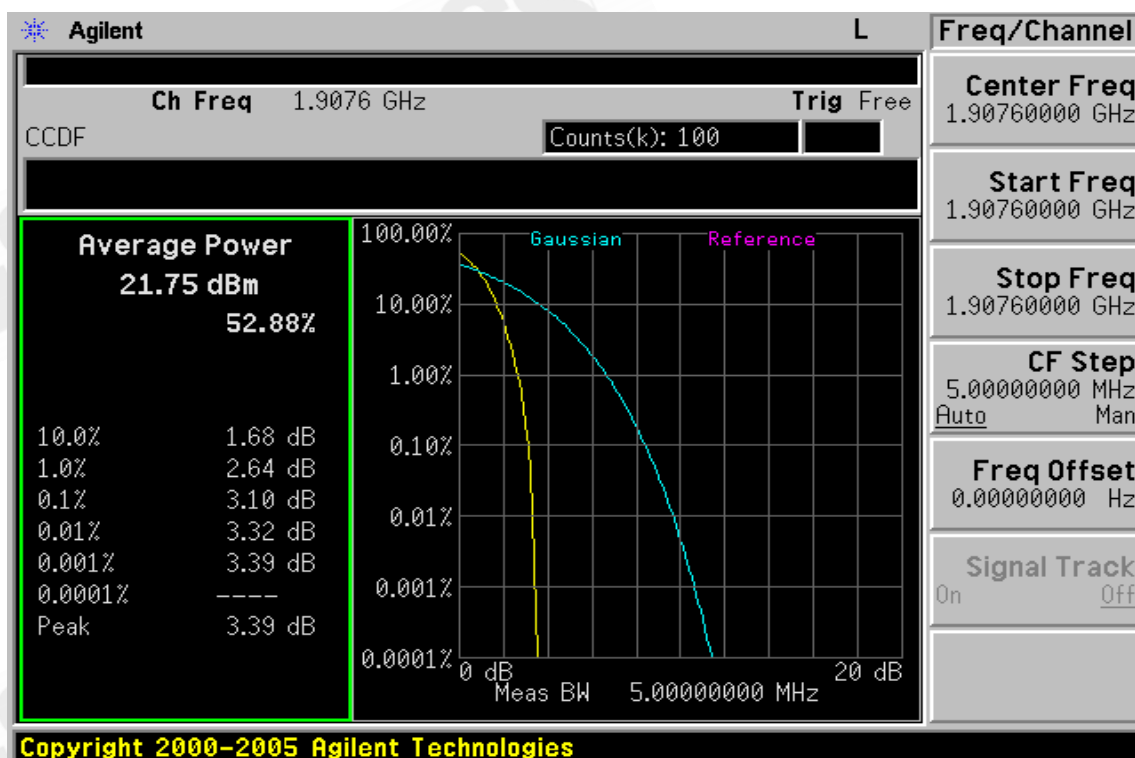 Agilent L Freq/Channel
Ch Freq 1.9076 GHz Trig Free
CCDF Counts(k): 100
Average Power
21.75 dBm
52.88%
10.0% 1.68 dB
1.0% 2.64 dB
0.1% 3.10 dB
0.01% 3.32 dB
0.001% 3.39 dB
0.0001% ----
Peak 3.39 dB
100.00%
Gaussian Reference
10.00%
1.00%
0.10%
0.01%
0.001%
0.0001%
0 dB 20 dB
Meas BW 5.00000000 MHz
Center Freq
1.90760000 GHz
Start Freq
1.90760000 GHz
Stop Freq
1.90760000 GHz
CF Step
5.00000000 MHz
Auto Man
Freq Offset
0.00000000 Hz
Signal Track
On Off
Copyright 2000-2005 Agilent Technologies